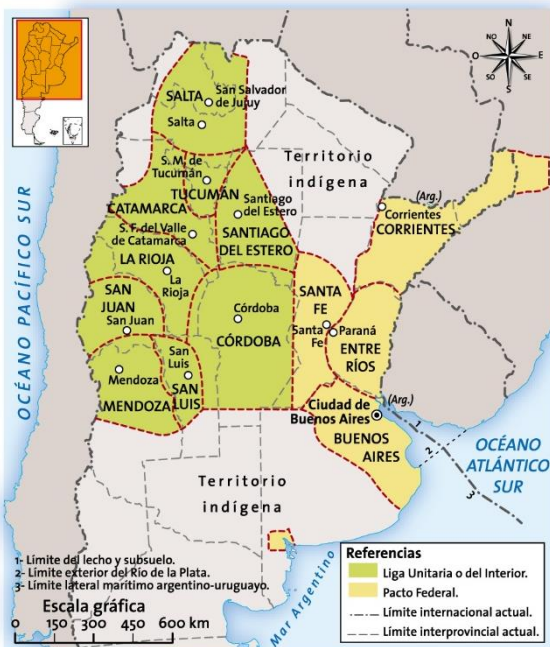 N
NO
NE
O
E
SO
SE
S
OCÉANO PACÍFICO SUR
SALTA
San Salvador
de Jujuy
Salta
Territorio
indígena
S. M. de
Tucumán
TUCUMÁN
CATAMARCA
Santiago
del Estero
S. F. del Valle
de Catamarca
SANTIAGO
DEL ESTERO
(Arg.)
Corrientes
CORRIENTES
LA RIOJA
La
Rioja
SAN
JUAN
San Juan
Córdoba
CÓRDOBA
SANTA
FE
Santa
Fe
Paraná
ENTRE
RÍOS
Mendoza
MENDOZA
San
Luis
SAN
LUIS
(Arg.)
Ciudad de
Buenos Aires
BUENOS
AIRES
1
2
3
OCÉANO
ATLÁNTICO
SUR
Territorio
indígena
Mar Argentino
1- Límite del lecho y subsuelo.
2- Límite exterior del Río de la Plata.
3- Límite lateral marítimo argentino-uruguayo.
Escala gráfica
0 150 300 450 600 km
Referencias
Liga Unitaria o del Interior.
Pacto Federal.
Límite internacional actual.
Límite interprovincial actual.